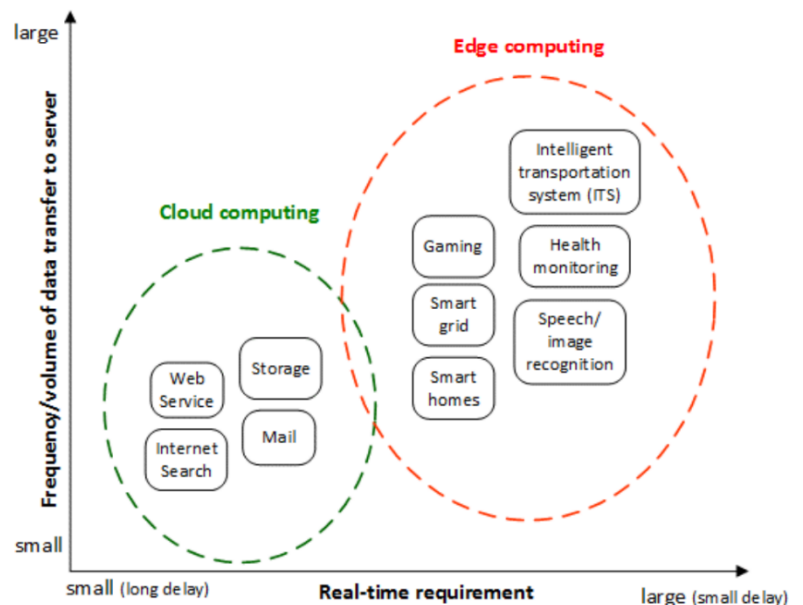 large
Edge computing
Frequency/volume of data transfer to server
Intelligent
transportation
system (ITS)
Cloud computing
Gaming
Health
monitoring
Smart
grid
Speech/
image
recognition
Storage
Web
Service
Smart
homes
Mail
Internet
Search
small
small (long delay)
Real-time requirement
large (small delay)